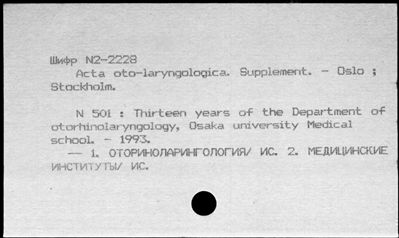 Шифр N2-2228
Acta oto-laryngologica. Supplement. - Oslo ;
Stockholm.
N 501 : Thirteen years of the Department of
otorhinolaryngology, Osaka university Medical
school. - 1993.
-- 1. ОТОРИНОЛАРИНГОЛОГИЯ/ ИС. 2. МЕДИЦИНСКИЕ
ИНСТИТУТЫ/ ИС.